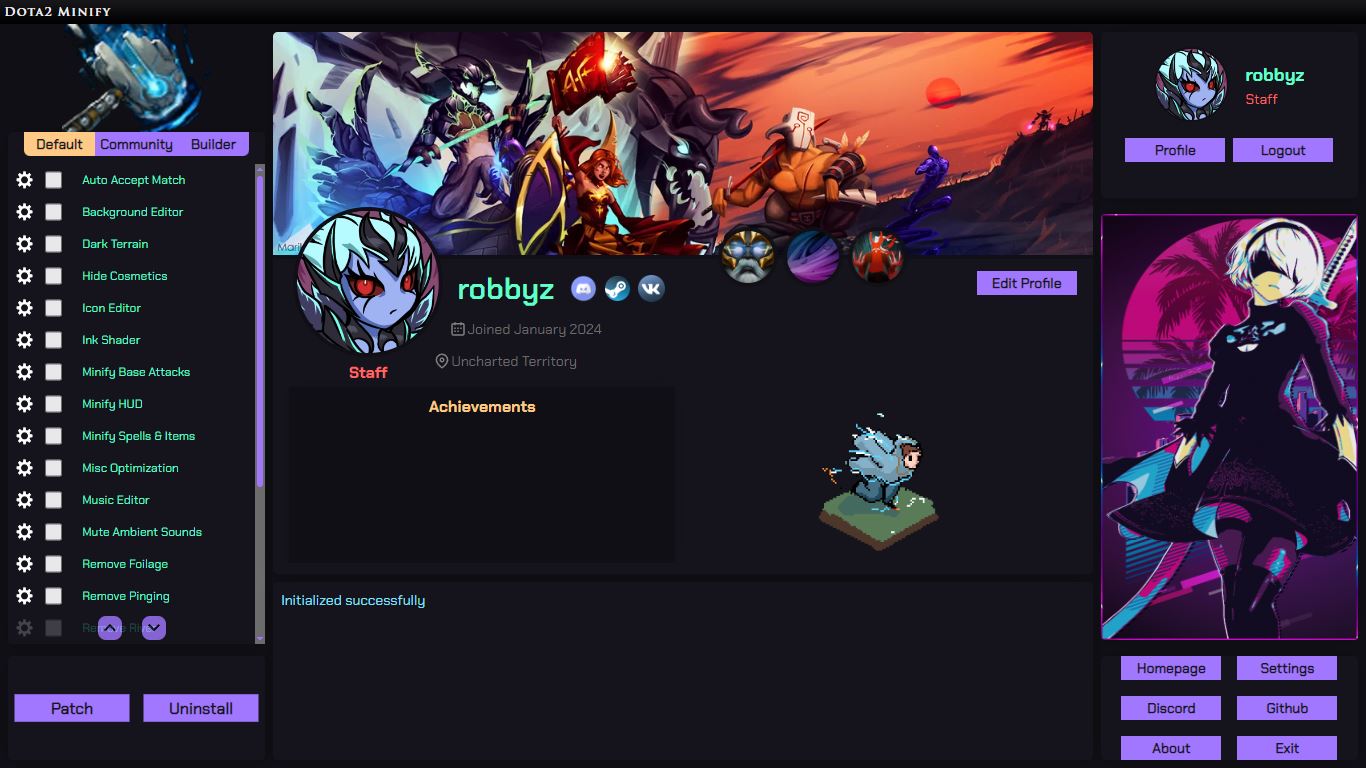 Dota2 Minify
Default Community Builder
Auto Accept Match
Background Editor
Dark Terrain
Hide Cosmetics
Icon Editor
Ink Shader
Minify Base Attacks
Minify HUD
Minify Spells & Items
Misc Optimization
Music Editor
Mute Ambient Sounds
Remove Foilage
Remove Pinging
Patch Uninstall
A·F
robbyz
Edit Profile
Joined January 2024
Uncharted Territory
Staff
Achievements
Initialized successfully
robbyz
Staff
Profile Logout
Homepage Settings
Discord Github
About Exit